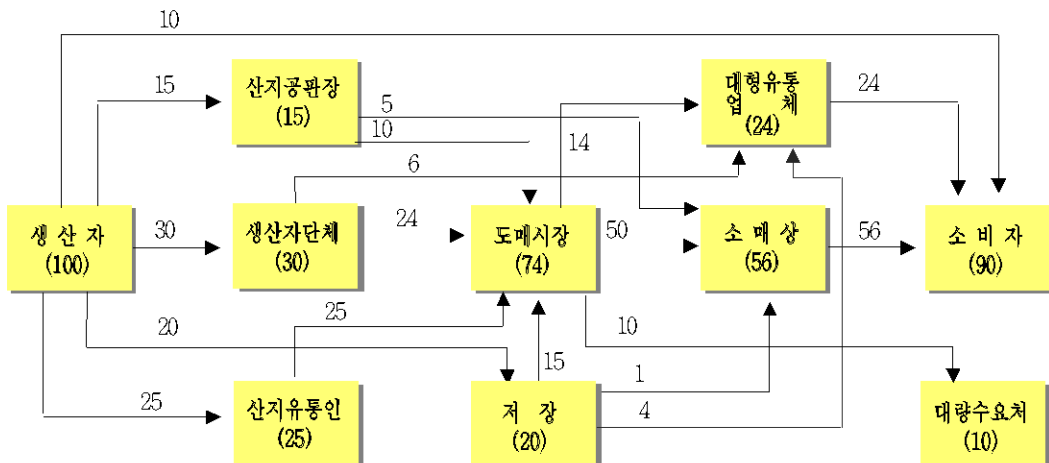 10
산지공판장
(15)
대형유통
업 체
(24)
15
5
10
24
14
6
생 산 자
(100)
30
생산자단체
(30)
24
도매시장
(74)
50
소 매 상
(56)
56
소 비 자
(90)
25
20
10
15
1
4
25
산지유통인
(25)
저 장
(20)
대량수요처
(10)